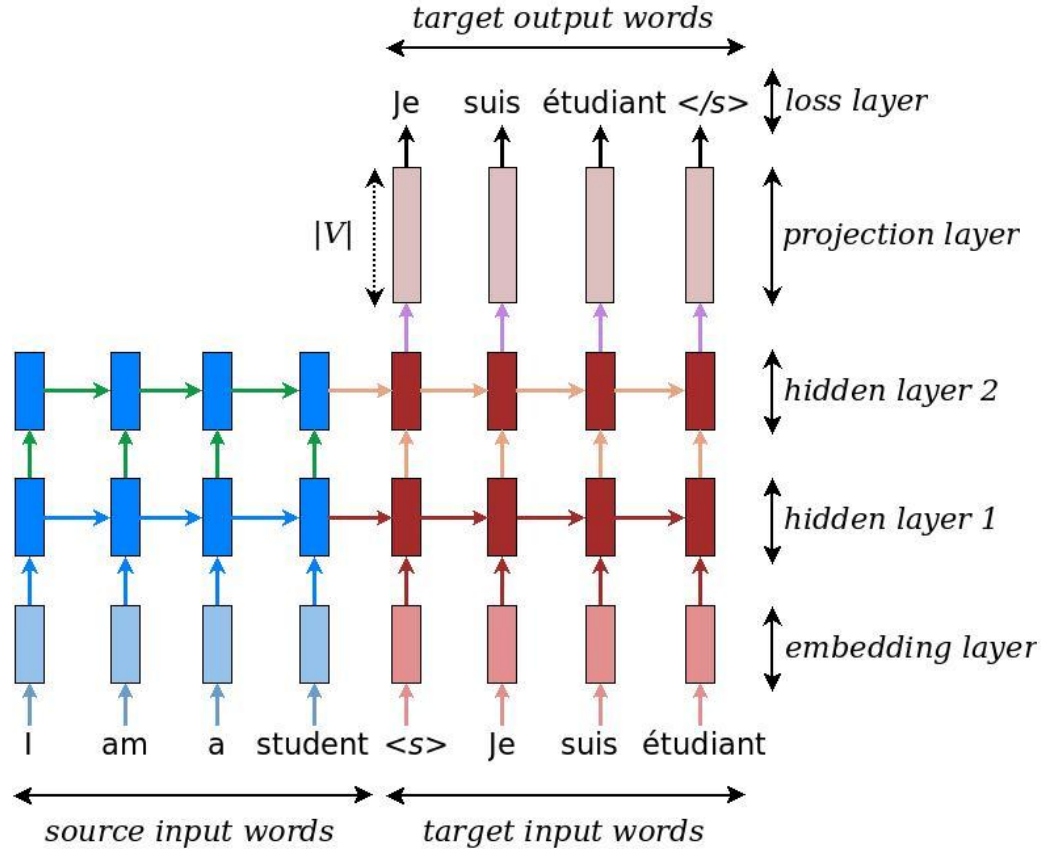 target output words
Je suis étudiant </s>
loss layer
|V|
projection layer
hidden layer 2
hidden layer 1
embedding layer
I am a student <s> Je suis étudiant
source input words
target input words